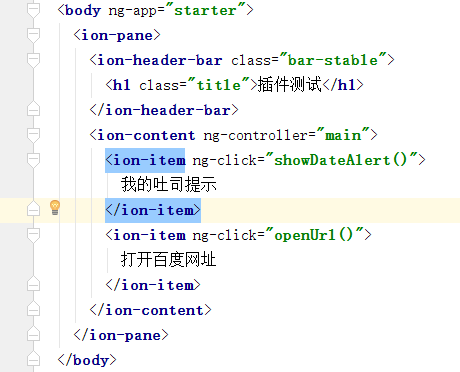 <body ng-app="starter">
<ion-pane>
<ion-header-bar class="bar-stable">
<h1 class="title">插件测试</h1>
</ion-header-bar>
<ion-content ng-controller="main">
<ion-item ng-click="showDateAlert()">
我的吐司提示
</ion-item>
<ion-item ng-click="openUrl()">
打开百度网址
</ion-item>
</ion-content>
</ion-pane>
</body>